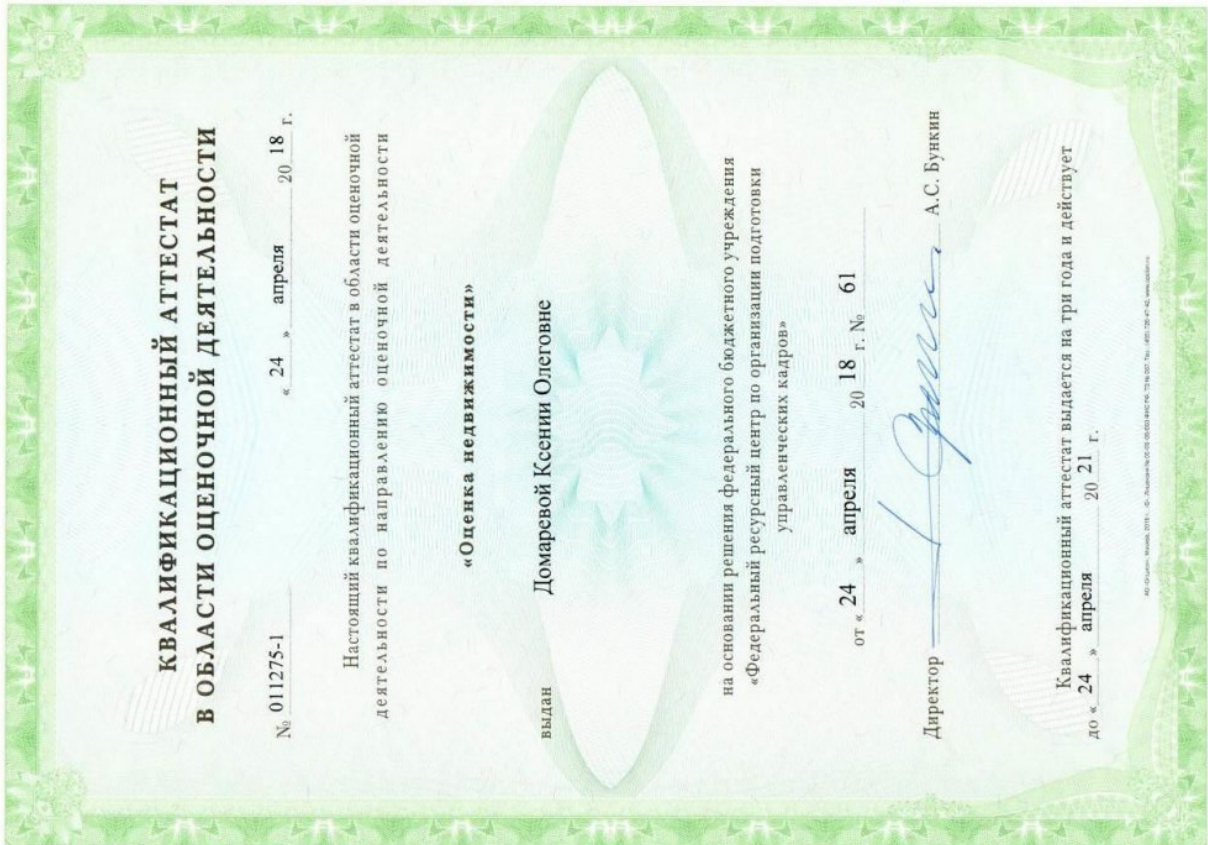 КВАЛИФИКАЦИОННЫЙ АТТЕСТАТ
В ОБЛАСТИ ОЦЕНОЧНОЙ ДЕЯТЕЛЬНОСТИ
№ 011275-1 « 24 » апреля 20 18 г.
Настоящий квалификационный аттестат в области оценочной
деятельности по направлению оценочной деятельности
«Оценка недвижимости»
выдан Домаревой Ксении Олеговне
на основании решения федерального бюджетного учреждения
«Федеральный ресурсный центр по организации подготовки
управленческих кадров»
от « 24 » апреля 20 18 г. № 61
Директор А.С. Бункин
Квалификационный аттестат выдается на три года и действует
до « 24 » апреля 20 21 г.